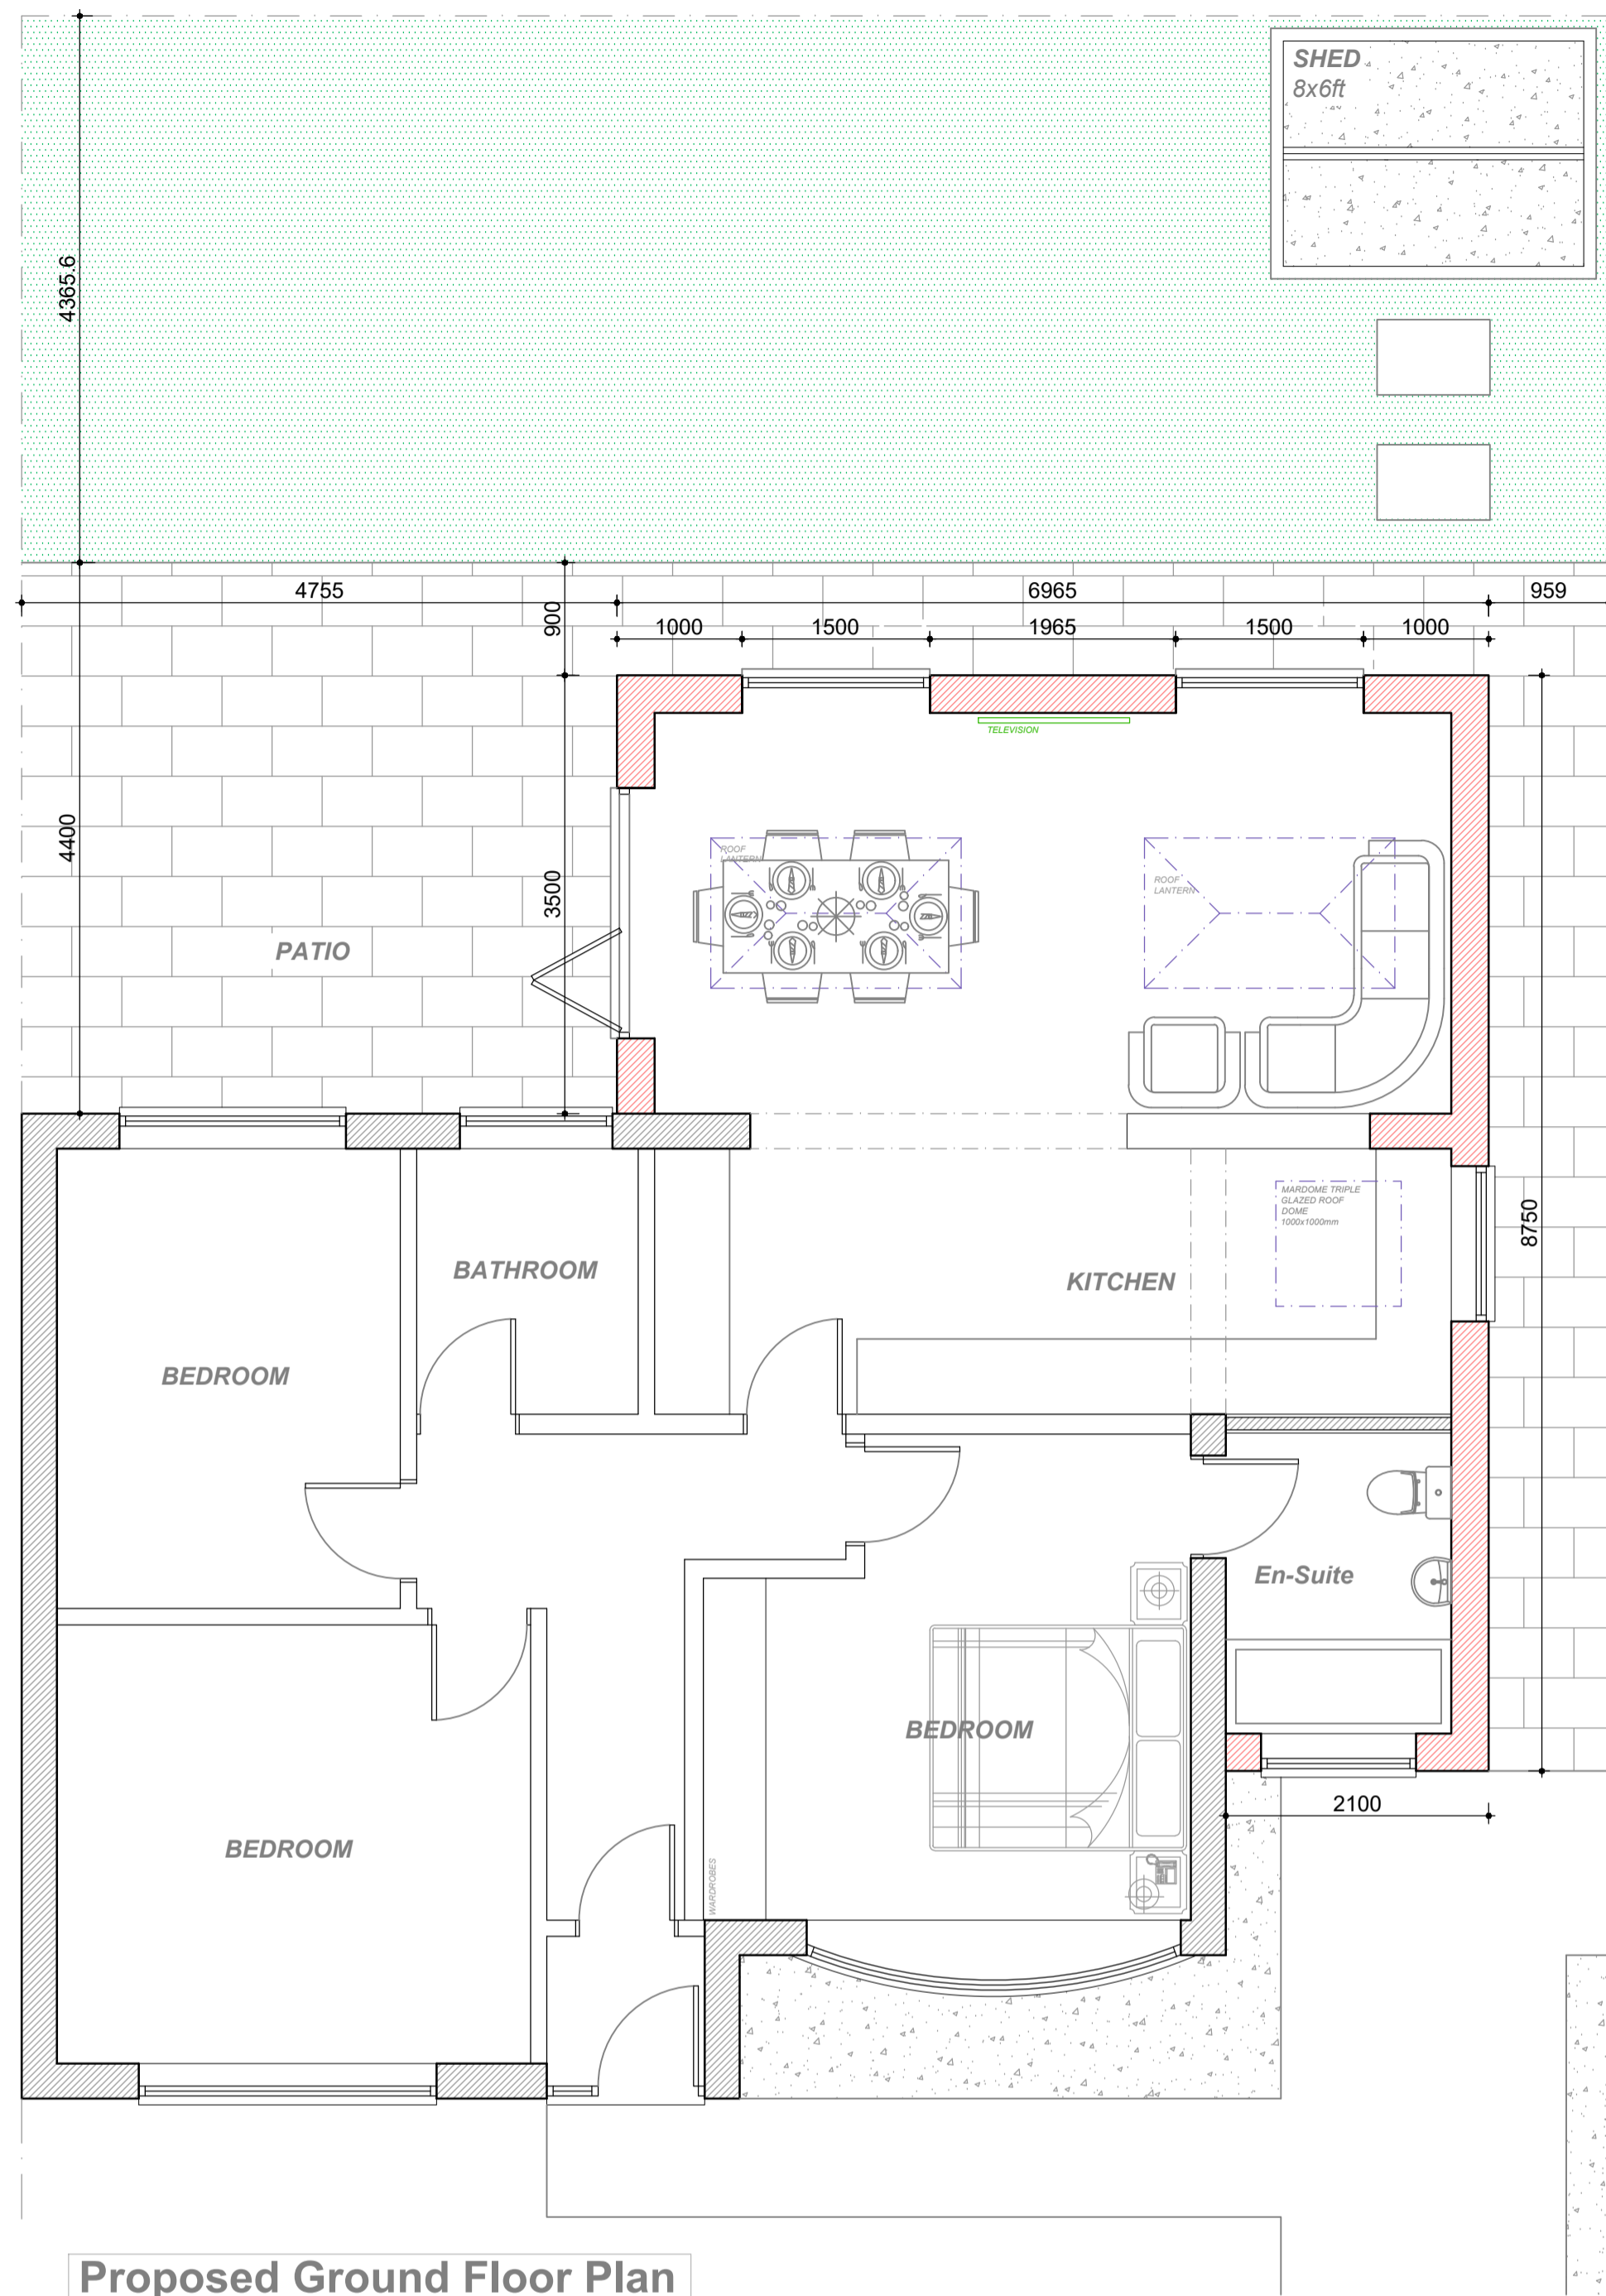 SHED
8x6ft
4365.6
4755
6965
959
900
1000
1500
1965
1500
1000
TELEVISION
ROOF
LANTERN
ROOF
LANTERN
4400
3500
PATIO
MARDOME TRIPLE
GLAZED ROOF
DOME
1000x1000mm
8750
BATHROOM
KITCHEN
BEDROOM
En-Suite
BEDROOM
2100
BEDROOM
WARDROBES
Proposed Ground Floor Plan